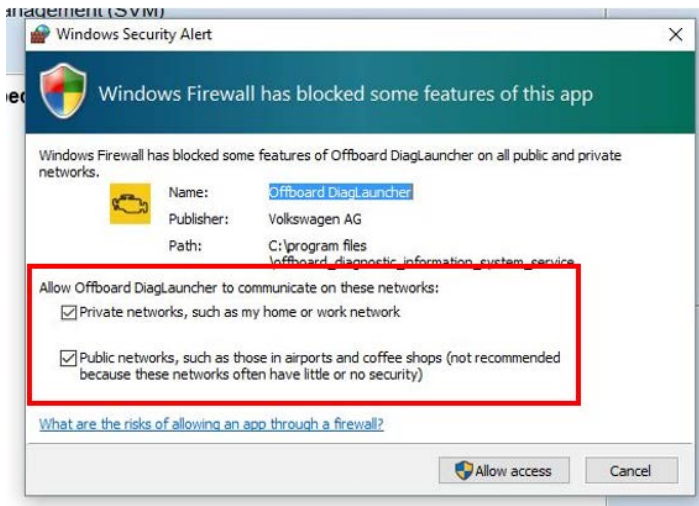 anagement (SVM)
Windows Security Alert
Windows Firewall has blocked some features of this app
Windows Firewall has blocked some features of Offboard DiagLauncher on all public and private
networks.
Name: Offboard DiagLauncher
Publisher: Volkswagen AG
Path: C:\program files
\offboard_diagnostic_information_system_service
Allow Offboard DiagLauncher to communicate on these networks:
Private networks, such as my home or work network
Public networks, such as those in airports and coffee shops (not recommended
because these networks often have little or no security)
What are the risks of allowing an app through a firewall?
Allow access Cancel